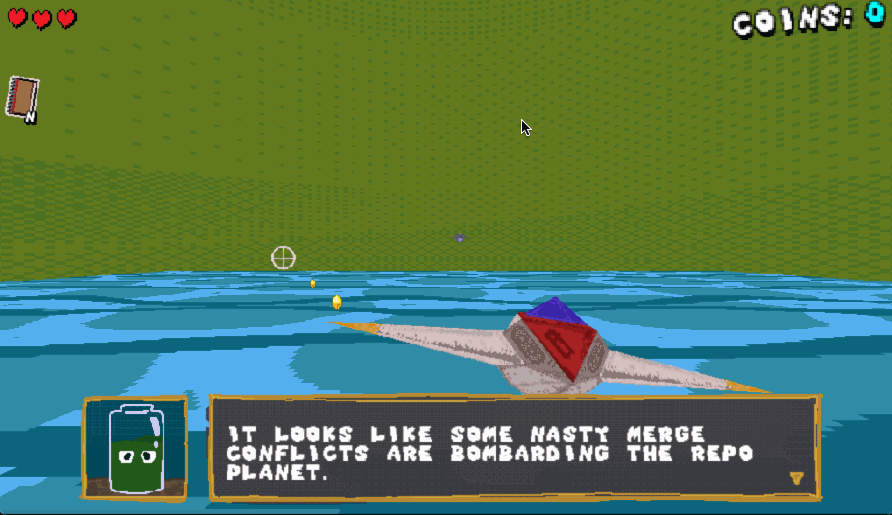 COINS: 0
N
IT LOOKS LIKE SOME NASTY MERGE
CONFLICTS ARE BOMBARDING THE REPO
PLANET.